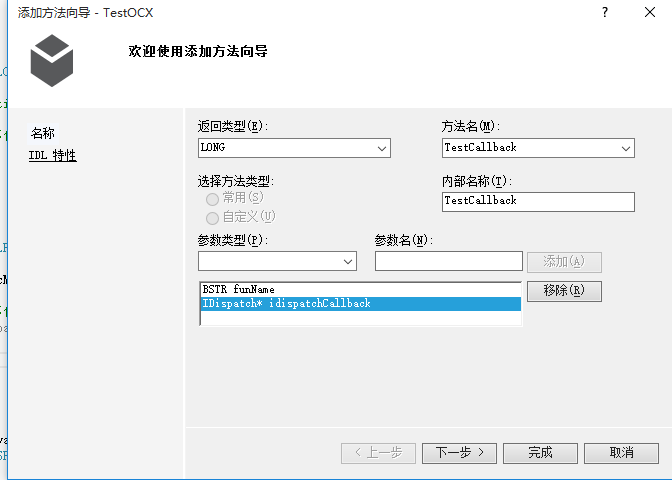 添加方法向导 - TestOCX
欢迎使用添加方法向导
名称
IDL 特性
返回类型(E):
方法名(M):
LONG
TestCallback
选择方法类型:
内部名称(T):
常用(S)
TestCallback
自定义(U)
参数类型(P):
参数名(N):
添加(A)
BSTR funName
移除(R)
IDispatch* idispatchCallback
< 上一步
下一步 >
完成
取消